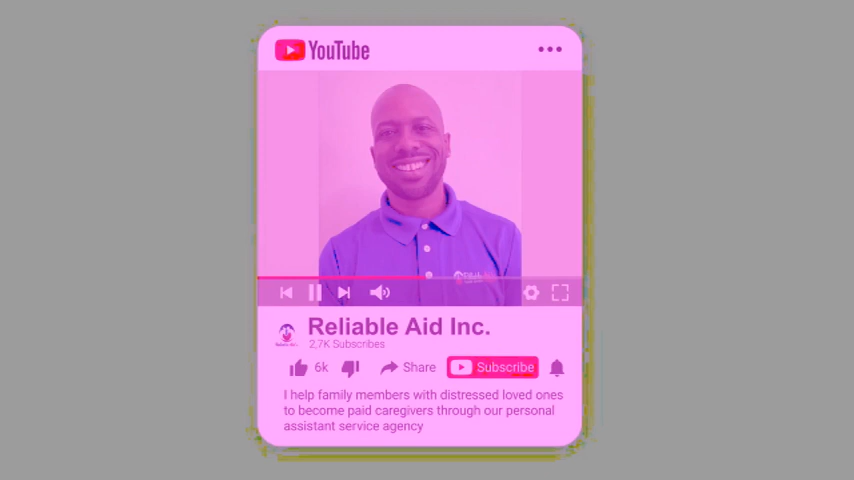 YouTube
Reliable Aid Inc.
2,7K Subscribes
6k
Share
Subscribe
I help family members with distressed loved ones
to become paid caregivers through our personal
assistant service agency